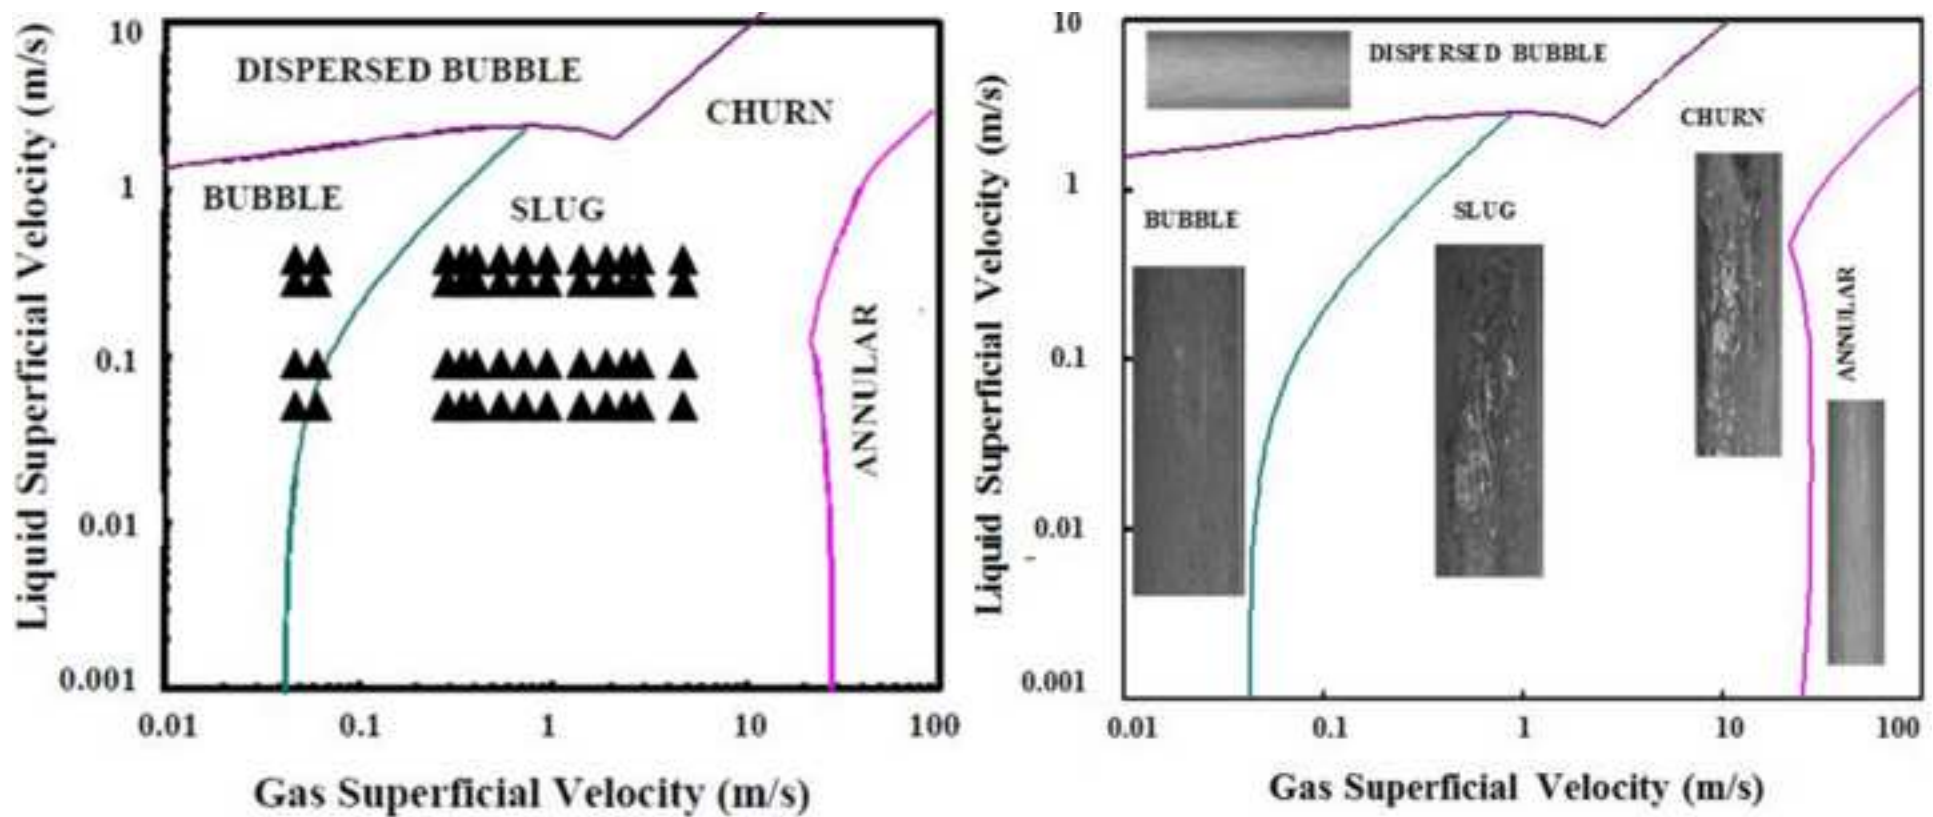 Liquid Superficial Velocity (m/s)
10
1
0.1
0.01
0.001
DISPERSED BUBBLE
CHURN
BUBBLE
SLUG
ANNULAR
0.01 0.1 1 10 100
Gas Superficial Velocity (m/s)
Liquid Superficial Velocity (m/s)
10
1
0.1
0.01
0.001
DISPERSED BUBBLE
CHURN
BUBBLE
SLUG
ANNULAR
0.01 0.1 1 10 100
Gas Superficial Velocity (m/s)